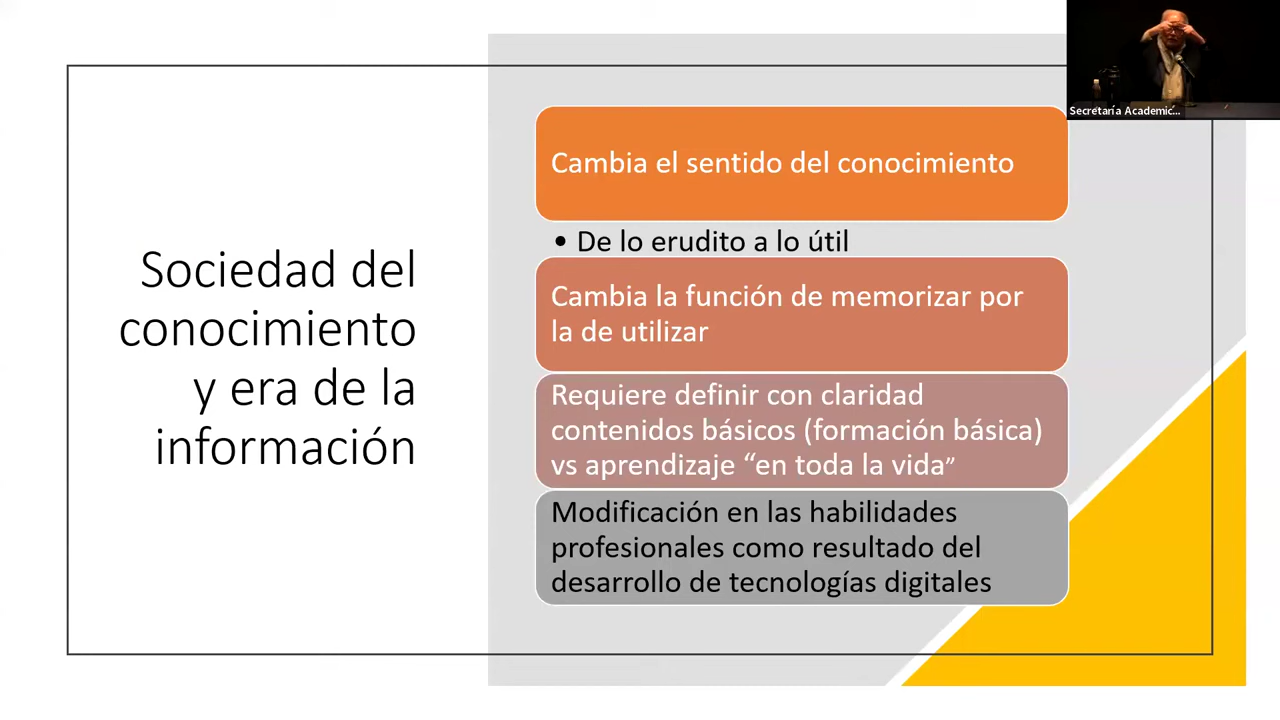 Secretaría Academic...
Sociedad del
conocimiento
y era de la
información
Cambia el sentido del conocimiento
• De lo erudito a lo útil
Cambia la función de memorizar por
la de utilizar
Requiere definir con claridad
contenidos básicos (formación básica)
vs aprendizaje “en toda la vida”
Modificación en las habilidades
profesionales como resultado del
desarrollo de tecnologías digitales